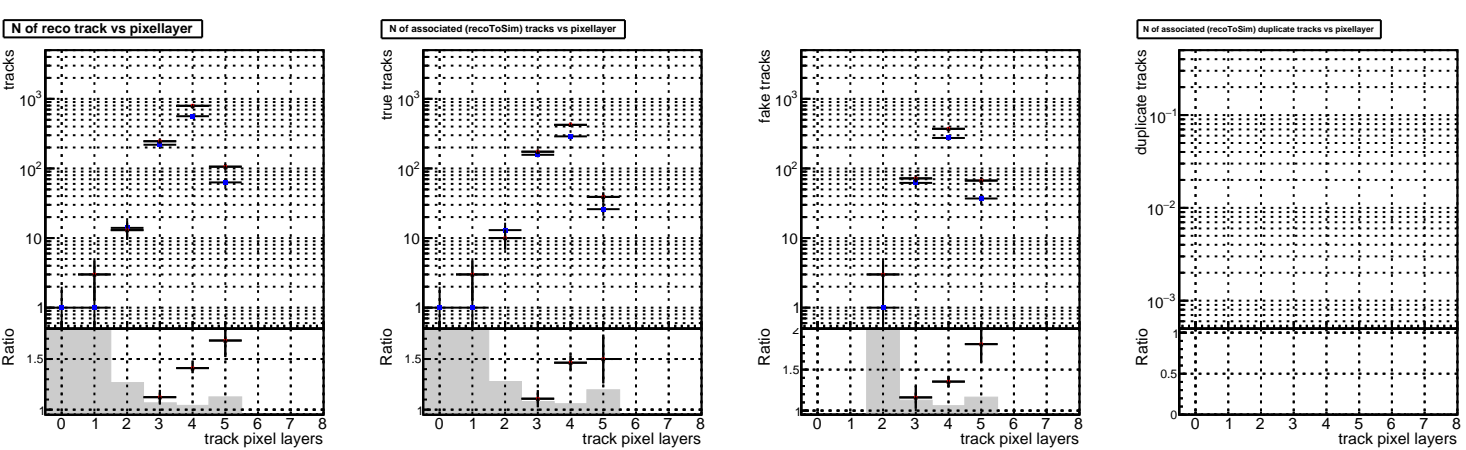 N of reco track vs pixellayer
tracks
10³
10²
10
1
Ratio
1.5
1
0 1 2 3 4 5 6 7 8
track pixel layers
N of associated (recoToSim) tracks vs pixellayer
true tracks
10³
10²
10
1
Ratio
1.5
1
0 1 2 3 4 5 6 7 8
track pixel layers
fake tracks
10³
10²
10
1
Ratio
2
1.5
1
0 1 2 3 4 5 6 7 8
track pixel layers
N of associated (recoToSim) duplicate tracks vs pixellayer
duplicate tracks
10⁻¹
10⁻²
10⁻³
Ratio
1
0.5
0
0 1 2 3 4 5 6 7 8
track pixel layers